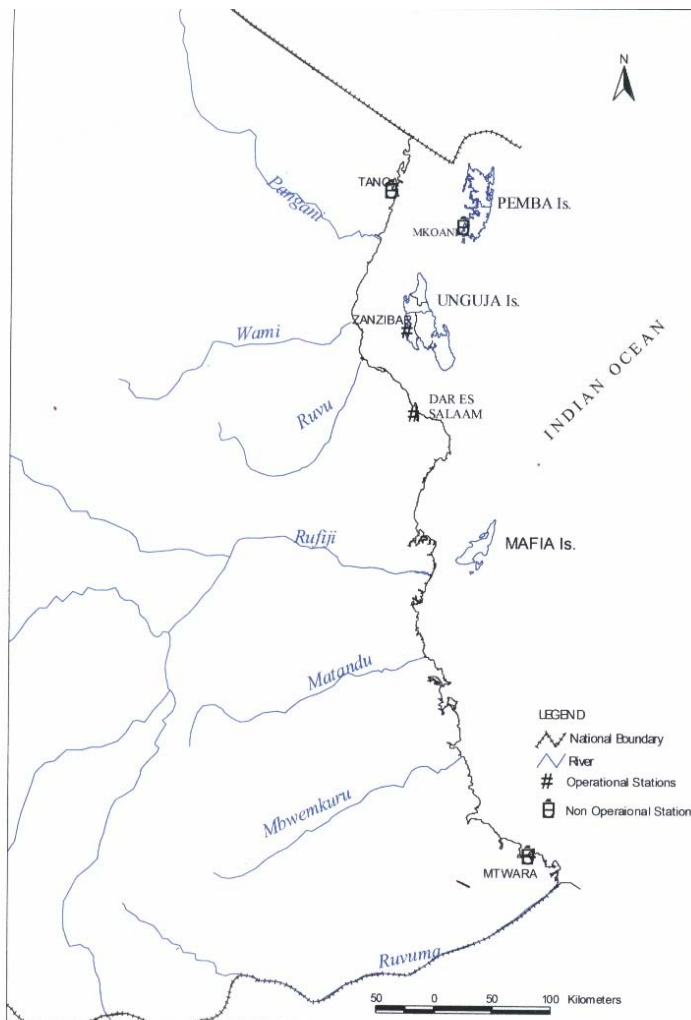 N
TANGA
PEMBA Is.
Pangani
MKOANI
UNGUJA Is.
ZANZIBAR
Wami
INDIAN OCEAN
DAR ES
SALAAM
Ruvu
Rufiji
MAFIA Is.
Matandu
LEGEND
National Boundary
River
# Operational Stations
Non Operaional Station
Mbwemkuru
MTWARA
Ruvuma
50 0 50 100 Kilometers